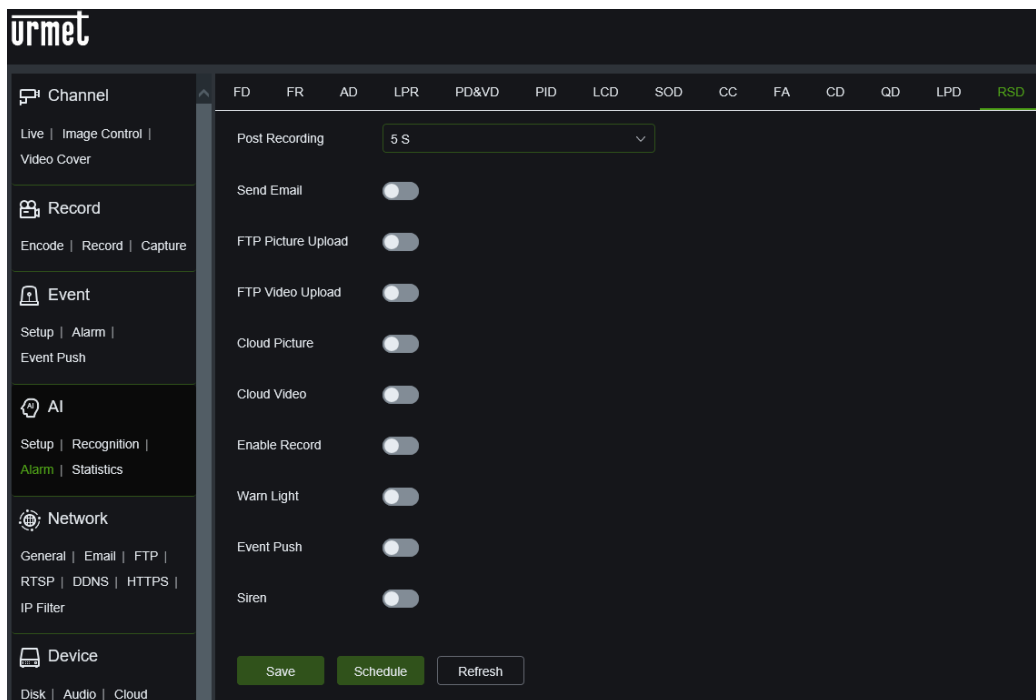 urmet
Channel
Live | Image Control |
Video Cover
Record
Encode | Record | Capture
Event
Setup | Alarm |
Event Push
AI
Setup | Recognition |
Alarm | Statistics
Network
General | Email | FTP |
RTSP | DDNS | HTTPS |
IP Filter
Device
Disk | Audio | Cloud
FD FR AD LPR PD&VD PID LCD SOD CC FA CD QD LPD RSD
Post Recording 5 S
Send Email
FTP Picture Upload
FTP Video Upload
Cloud Picture
Cloud Video
Enable Record
Warn Light
Event Push
Siren
Save Schedule Refresh